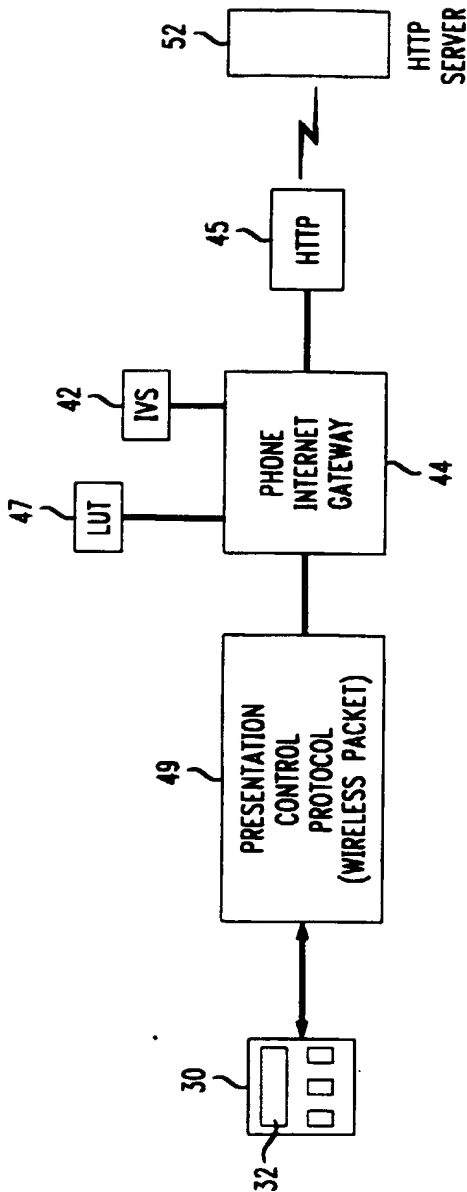 30
32
49
PRESENTATION
CONTROL
PROTOCOL
(WIRELESS PACKET)
47
LUT
42
IVS
PHONE
INTERNET
GATEWAY
44
45
HTTP
52
HTTP
SERVER